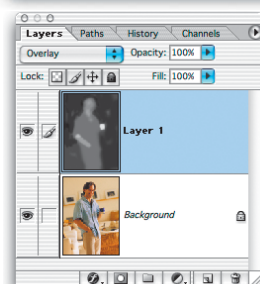 Layers Paths History Channels
Overlay Opacity: 100%
Lock: Fill: 100%
Layer 1
Background